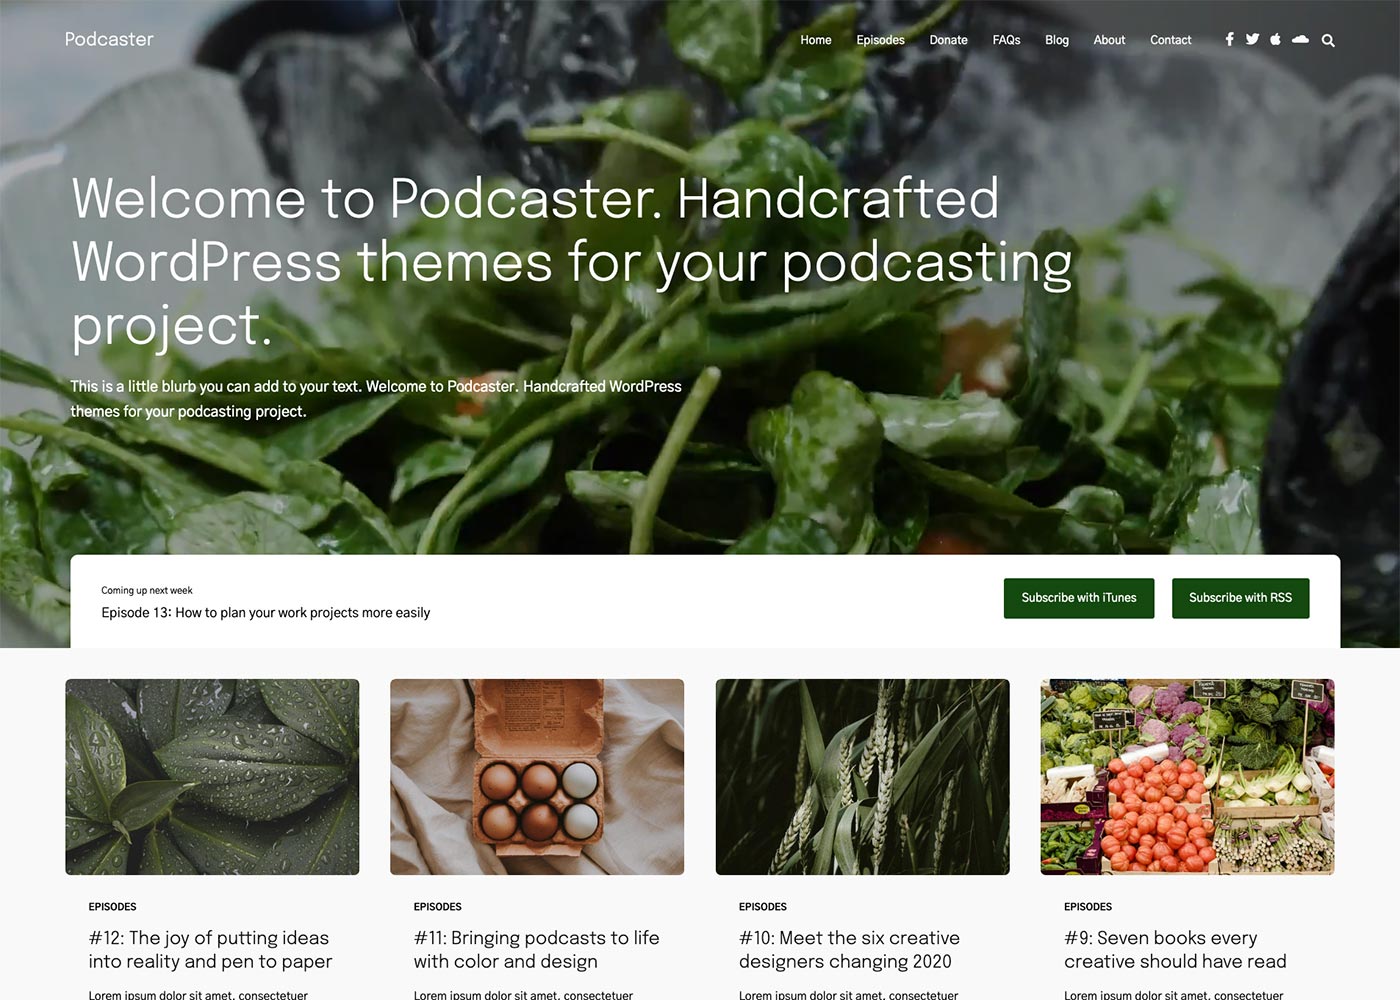 Podcaster
Home Episodes Donate FAQs Blog About Contact
Welcome to Podcaster. Handcrafted
WordPress themes for your podcasting
project.
This is a little blurb you can add to your text. Welcome to Podcaster. Handcrafted WordPress
themes for your podcasting project.
Coming up next week
Episode 13: How to plan your work projects more easily
Subscribe with iTunes
Subscribe with RSS
EPISODES
#12: The joy of putting ideas
into reality and pen to paper
Lorem ipsum dolor sit amet, consectetuer
EPISODES
#11: Bringing podcasts to life
with color and design
Lorem ipsum dolor sit amet, consectetuer
EPISODES
#10: Meet the six creative
designers changing 2020
Lorem ipsum dolor sit amet, consectetuer
EPISODES
#9: Seven books every
creative should have read
Lorem ipsum dolor sit amet, consectetuer